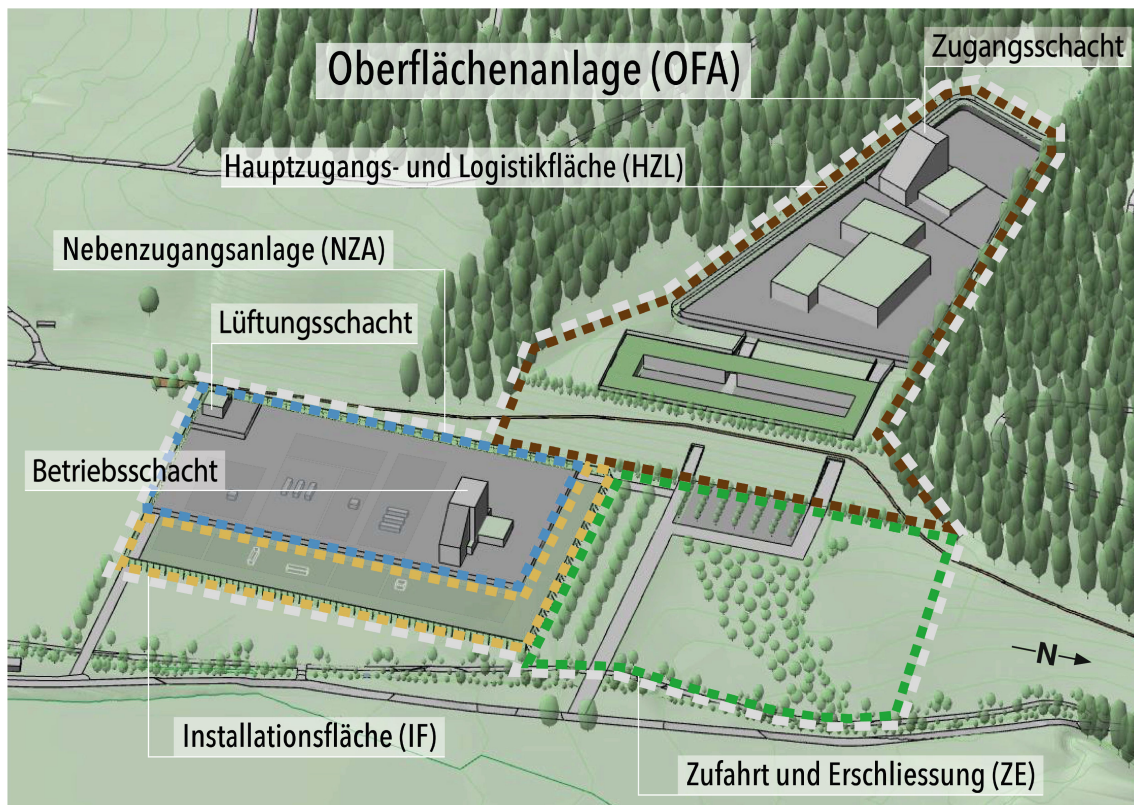 Zugangsschacht
Oberflächenanlage (OFA)
Hauptzugangs- und Logistikfläche (HZL)
Nebenzugangsanlage (NZA)
Lüftungsschacht
Betriebsschacht
N
Installationsfläche (IF)
Zufahrt und Erschliessung (ZE)